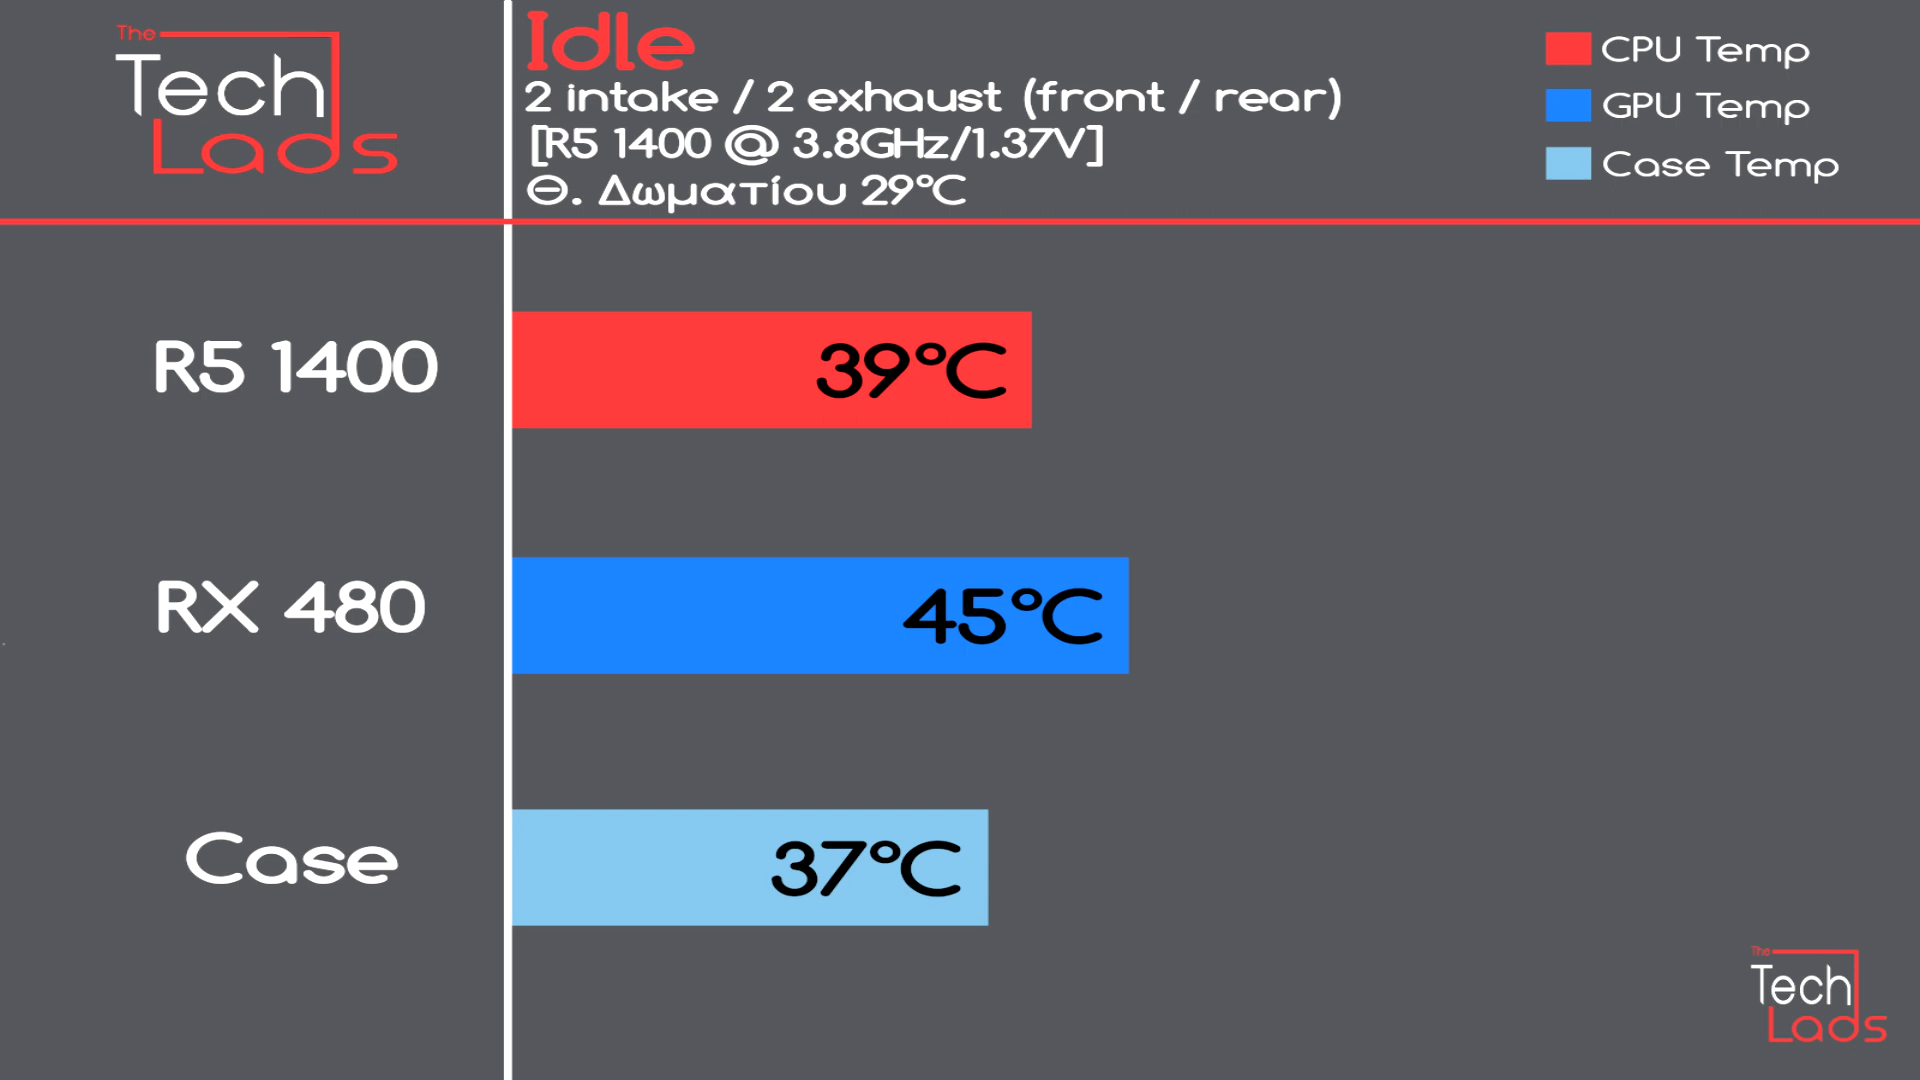 The
Tech
Lads
Idle
2 intake / 2 exhaust (front / rear)
[R5 1400 @ 3.8GHz/1.37V]
Θ. Δωματίου 29°C
CPU Temp
GPU Temp
Case Temp
R5 1400
39°C
RX 480
45°C
Case
37°C
The
Tech
Lads